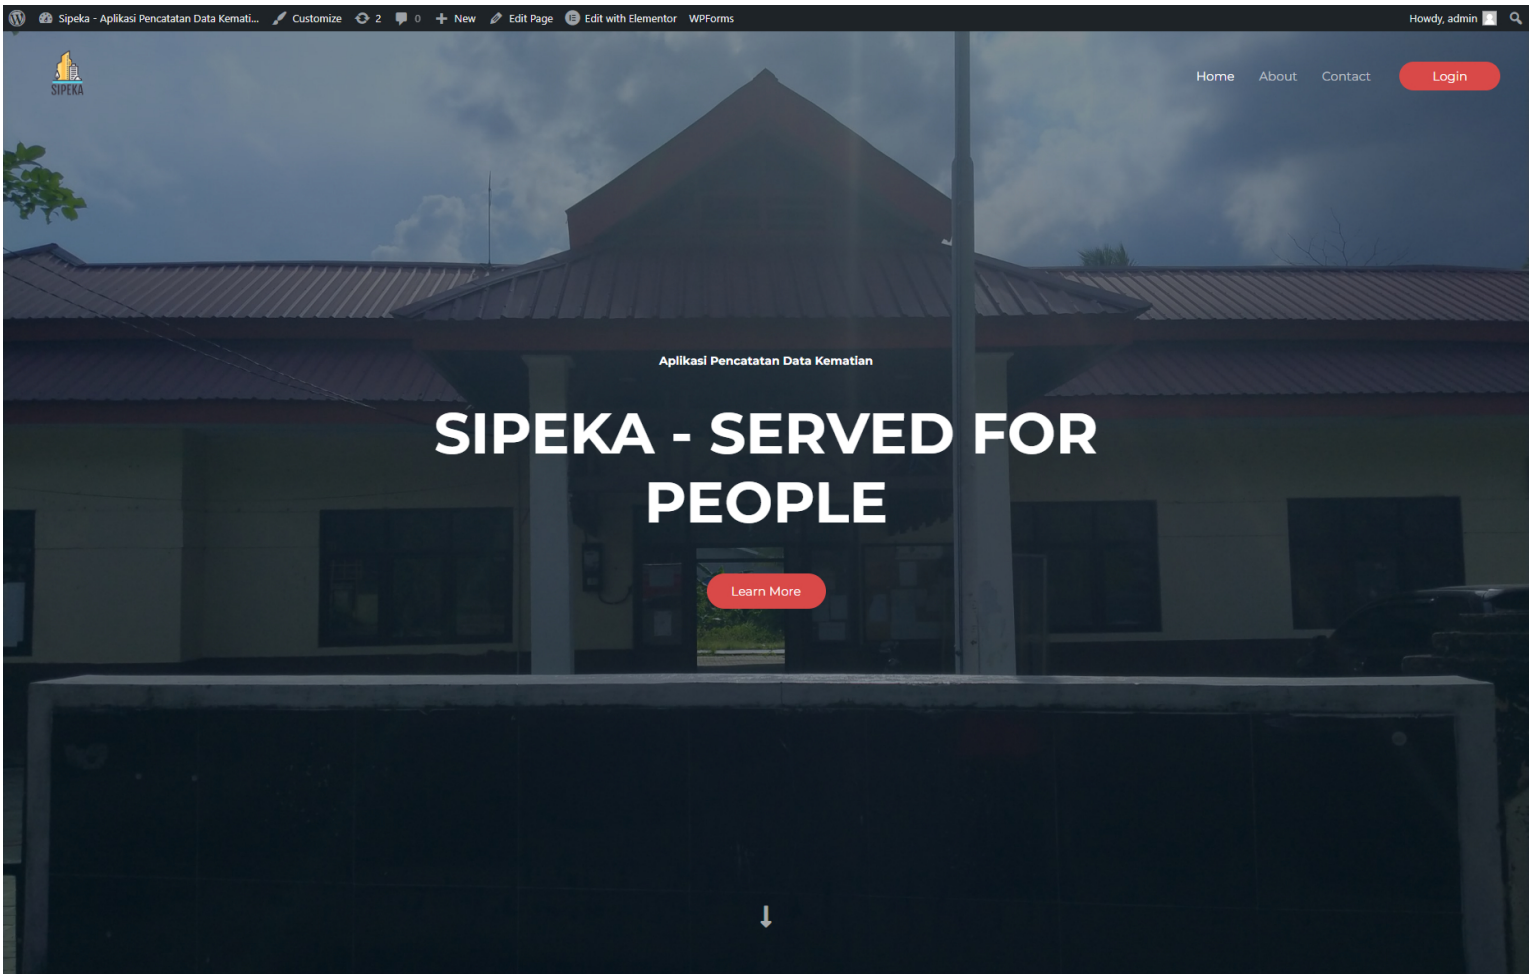 Sipeka - Aplikasi Pencatatan Data Kemati... Customize 2 0 New Edit Page Edit with Elementor WPForms Howdy, admin
SIPEKA
Home About Contact Login
Aplikasi Pencatatan Data Kematian
SIPEKA - SERVED FOR
PEOPLE
Learn More